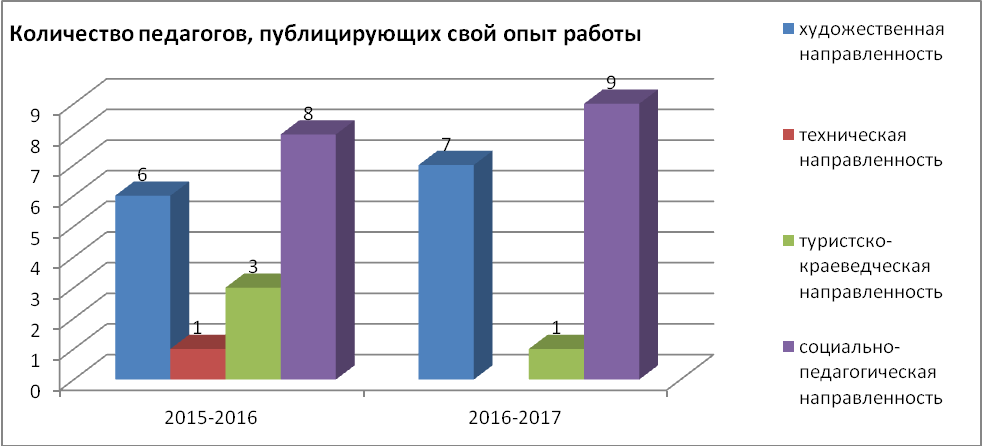 Количество педагогов, публицирующих свой опыт работы
9
8
7
6
5
4
3
2
1
0
6
1
3
8
7
1
9
2015-2016
2016-2017
художественная
направленность
техническая
направленность
туристско-
краеведческая
направленность
социально-
педагогическая
направленность